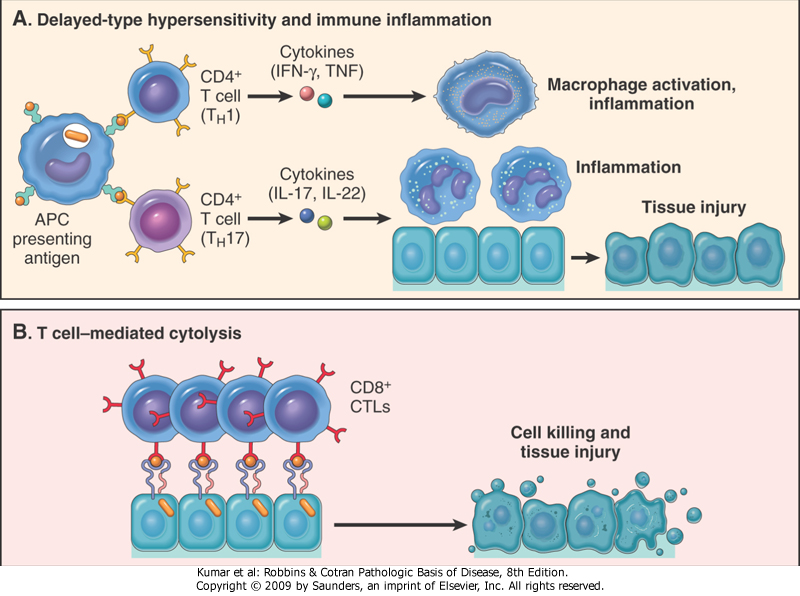 A. Delayed-type hypersensitivity and immune inflammation
CD4+
T cell
(TH1)
Cytokines
(IFN-γ, TNF)
Macrophage activation,
inflammation
APC
presenting
antigen
CD4+
T cell
(TH17)
Cytokines
(IL-17, IL-22)
Inflammation
Tissue injury
B. T cell–mediated cytolysis
CD8+
CTLs
Cell killing and
tissue injury
Kumar et al: Robbins & Cotran Pathologic Basis of Disease, 8th Edition.
Copyright © 2009 by Saunders, an imprint of Elsevier, Inc. All rights reserved.